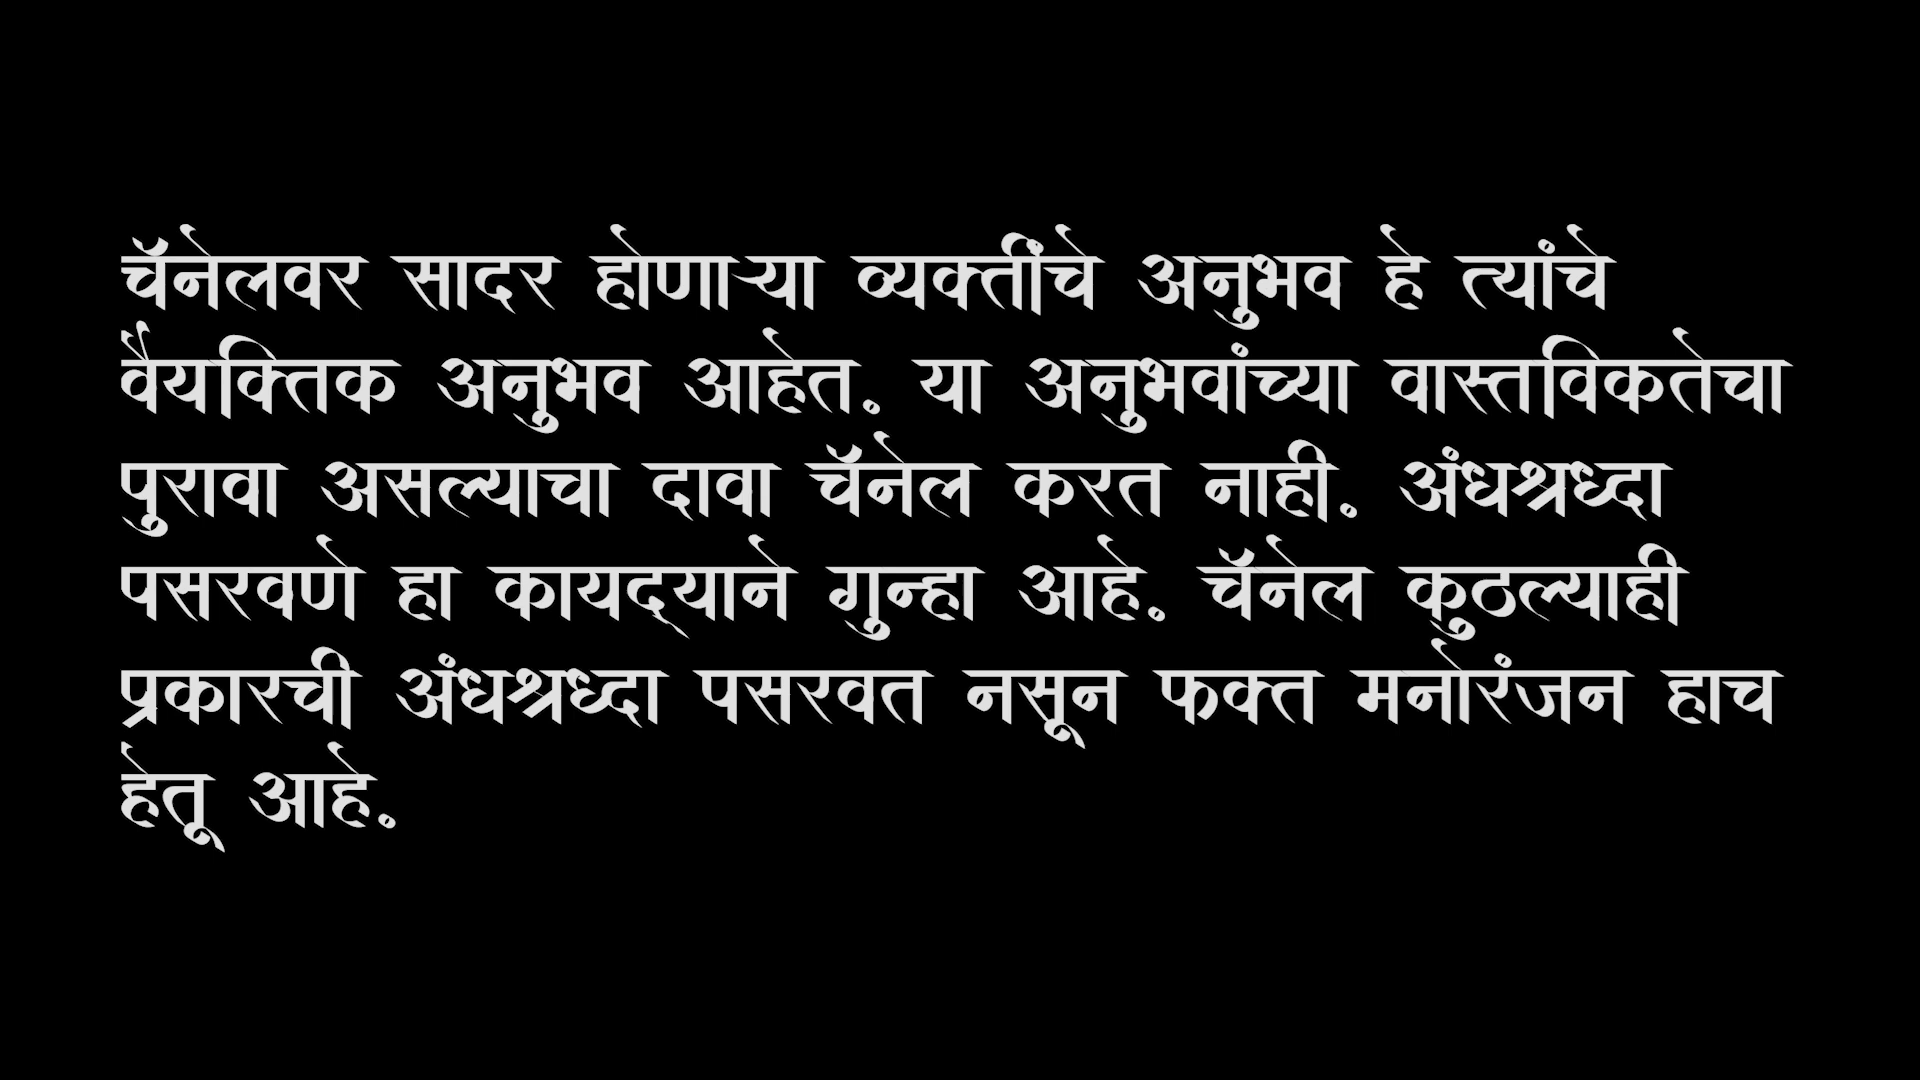 चॅनेलवर सादर होणाऱ्या व्यक्तींचे अनुभव हे त्यांचे
वैयक्तिक अनुभव आहेत. या अनुभवांच्या वास्तविकतेचा
पुरावा असल्याचा दावा चॅनेल करत नाही. अंधश्रध्दा
पसरवणे हा कायद्‌याने गुन्हा आहे. चॅनेल कुठल्याही
प्रकारची अंधश्रध्दा पसरवत नसून फक्त मनोरंजन हाच
हेतू आहे.